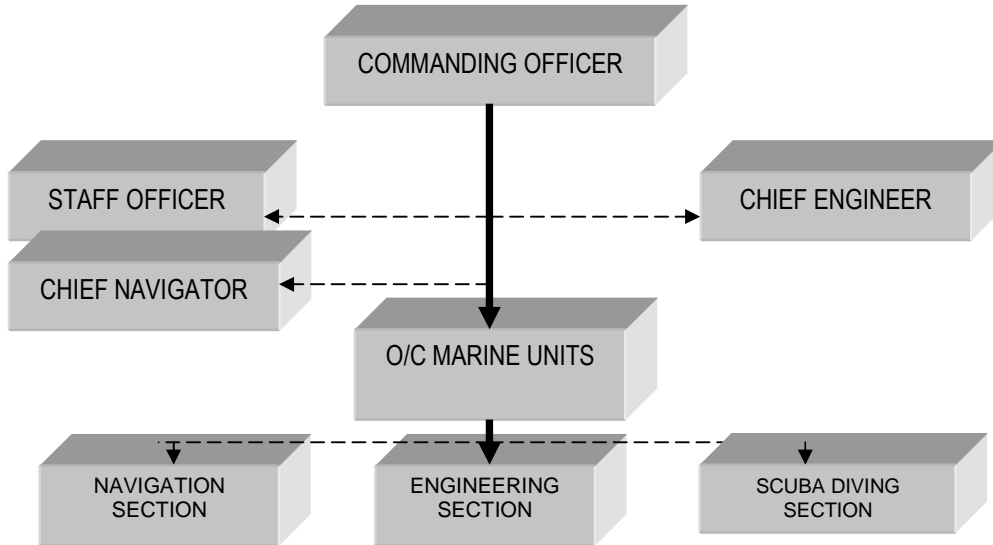 COMMANDING OFFICER
STAFF OFFICER
CHIEF ENGINEER
CHIEF NAVIGATOR
O/C MARINE UNITS
NAVIGATION
SECTION
ENGINEERING
SECTION
SCUBA DIVING
SECTION